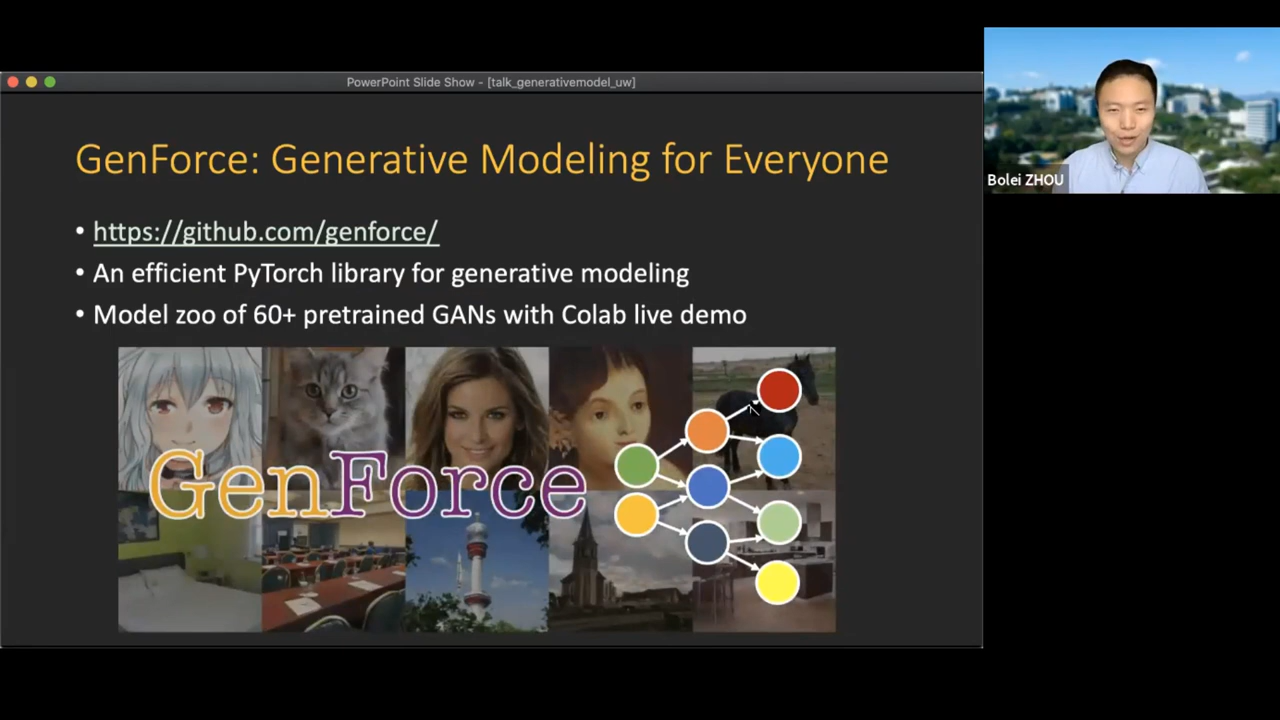 PowerPoint Slide Show - [talk_generativemodel_uw]
GenForce: Generative Modeling for Everyone
• https://github.com/genforce/
• An efficient PyTorch library for generative modeling
• Model zoo of 60+ pretrained GANs with Colab live demo
GenForce
Bolei ZHOU